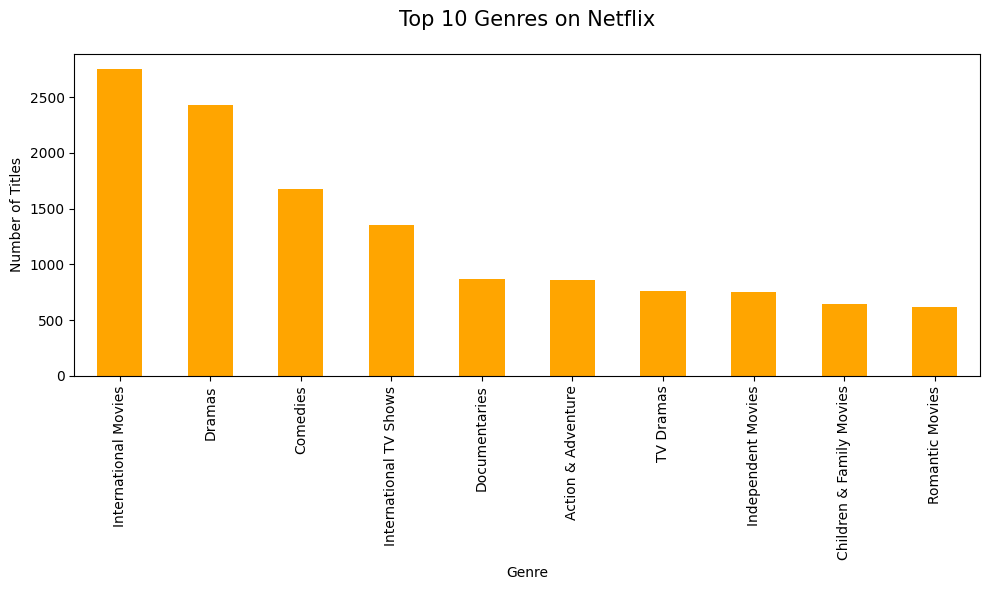 Top 10 Genres on Netflix
Number of Titles
2500
2000
1500
1000
500
0
International Movies
Dramas
Comedies
International TV Shows
Documentaries
Action & Adventure
TV Dramas
Independent Movies
Children & Family Movies
Romantic Movies
Genre